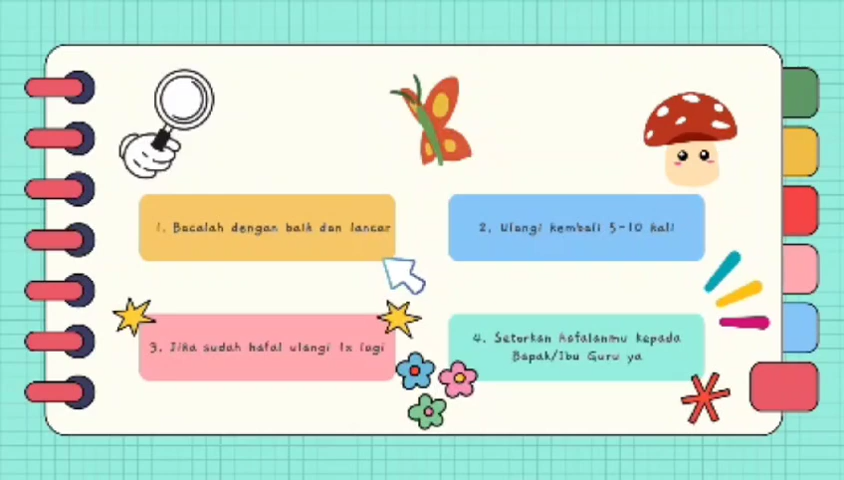 1. Bacalah dengan baik dan lancar
2. Ulangi kembali 5-10 kali
3. Jika sudah hafal ulangi 1x lagi
4. Setorkan hafalanmu kepada
Bapak/Ibu Guru ya